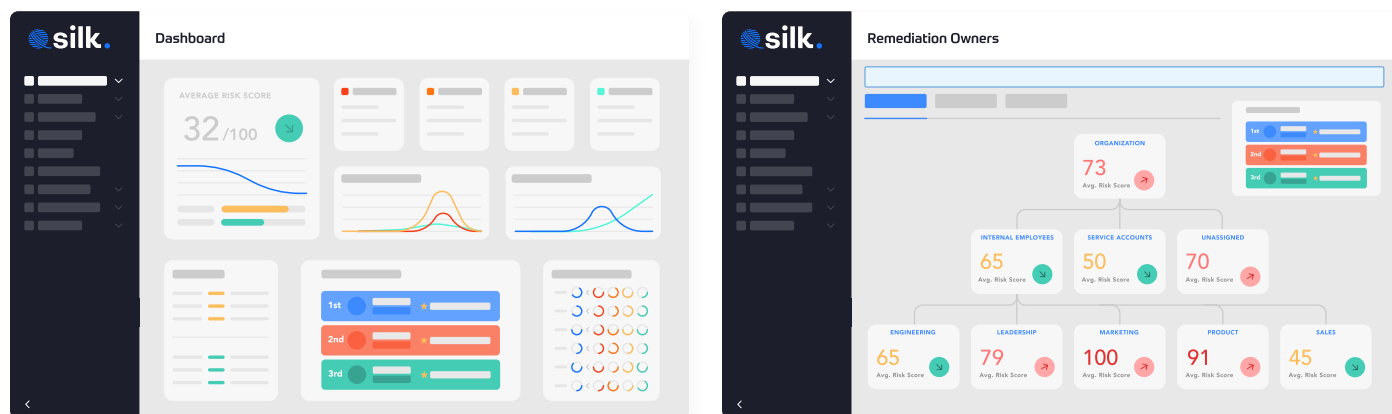 silk.
Dashboard
AVERAGE RISK SCORE
32/100
1st
2nd
3rd
silk.
Remediation Owners
1st
2nd
3rd
ORGANIZATION
73
Avg. Risk Score
INTERNAL EMPLOYEES
65
Avg. Risk Score
SERVICE ACCOUNTS
50
Avg. Risk Score
UNASSIGNED
70
Avg. Risk Score
ENGINEERING
65
Avg. Risk Score
LEADERSHIP
79
Avg. Risk Score
MARKETING
100
Avg. Risk Score
PRODUCT
91
Avg. Risk Score
SALES
45
Avg. Risk Score